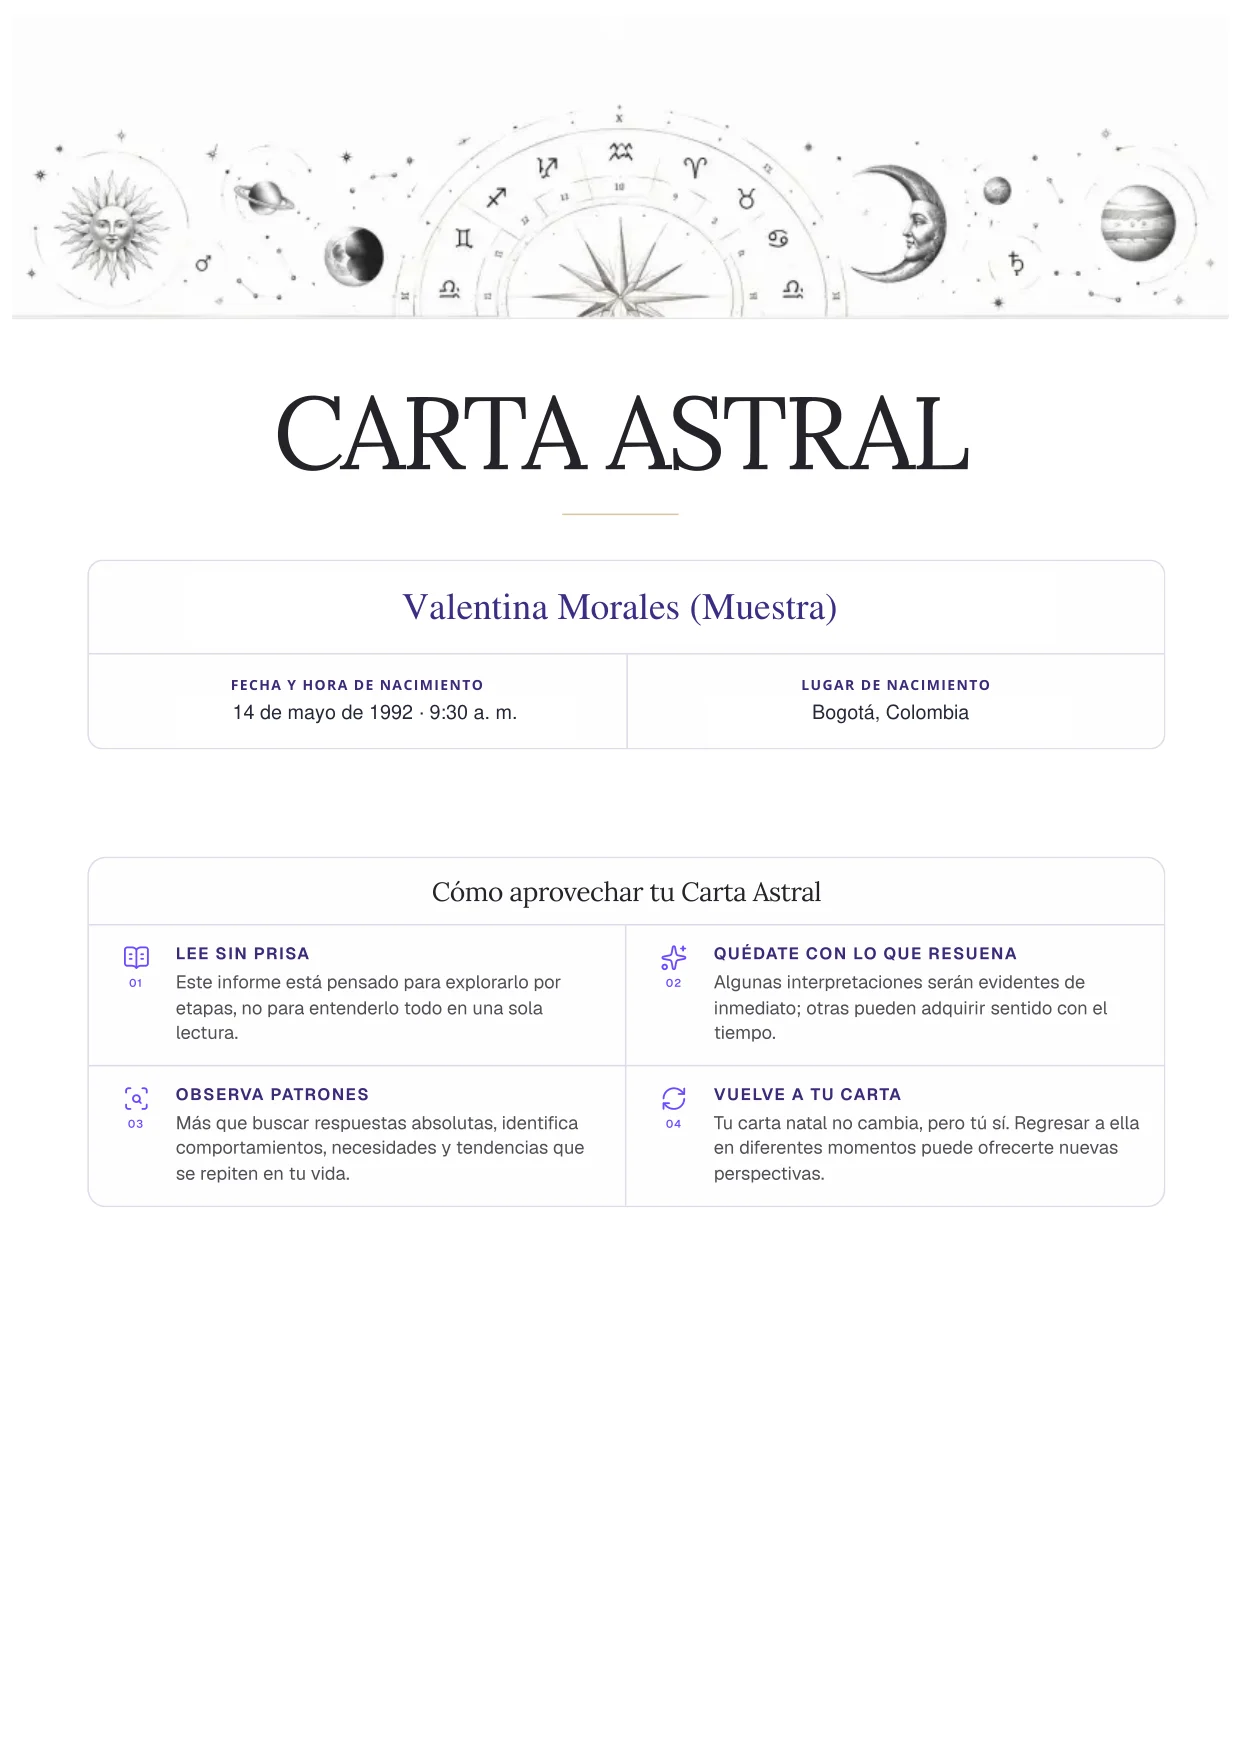 X
10
CARTA ASTRAL
Valentina Morales (Muestra)
FECHA Y HORA DE NACIMIENTO
14 de mayo de 1992 · 9:30 a. m.
LUGAR DE NACIMIENTO
Bogotá, Colombia
Cómo aprovechar tu Carta Astral
01
LEE SIN PRISA
Este informe está pensado para explorarlo por
etapas, no para entenderlo todo en una sola
lectura.
02
QUÉDATE CON LO QUE RESUENA
Algunas interpretaciones serán evidentes de
inmediato; otras pueden adquirir sentido con el
tiempo.
03
OBSERVA PATRONES
Más que buscar respuestas absolutas, identifica
comportamientos, necesidades y tendencias que
se repiten en tu vida.
04
VUELVE A TU CARTA
Tu carta natal no cambia, pero tú sí. Regresar a ella
en diferentes momentos puede ofrecerte nuevas
perspectivas.